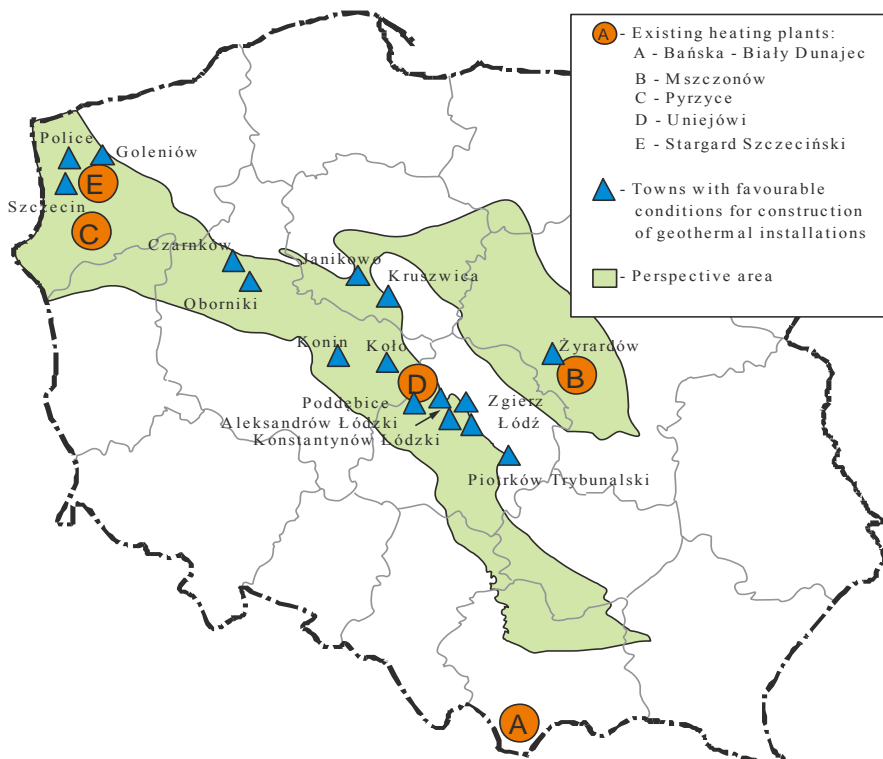 A - Existing heating plants:
A - Bańska - Biały Dunajec
B - Mszczonów
C - Pyrzyce
D - Uniejówi
E - Stargard Szczeciński
- Towns with favourable
conditions for construction
of geothermal installations
- Perspective area
Police
Goleniów
E
Szczecin
C
Czarnków
Janikowo
Kruszwica
Oborniki
Konin
Koło
Żyrardów
B
D
Poddębice
Zgierz
Aleksandrów Łódzki
Łódź
Konstantynów Łódzki
Piotrków Trybunalski
A